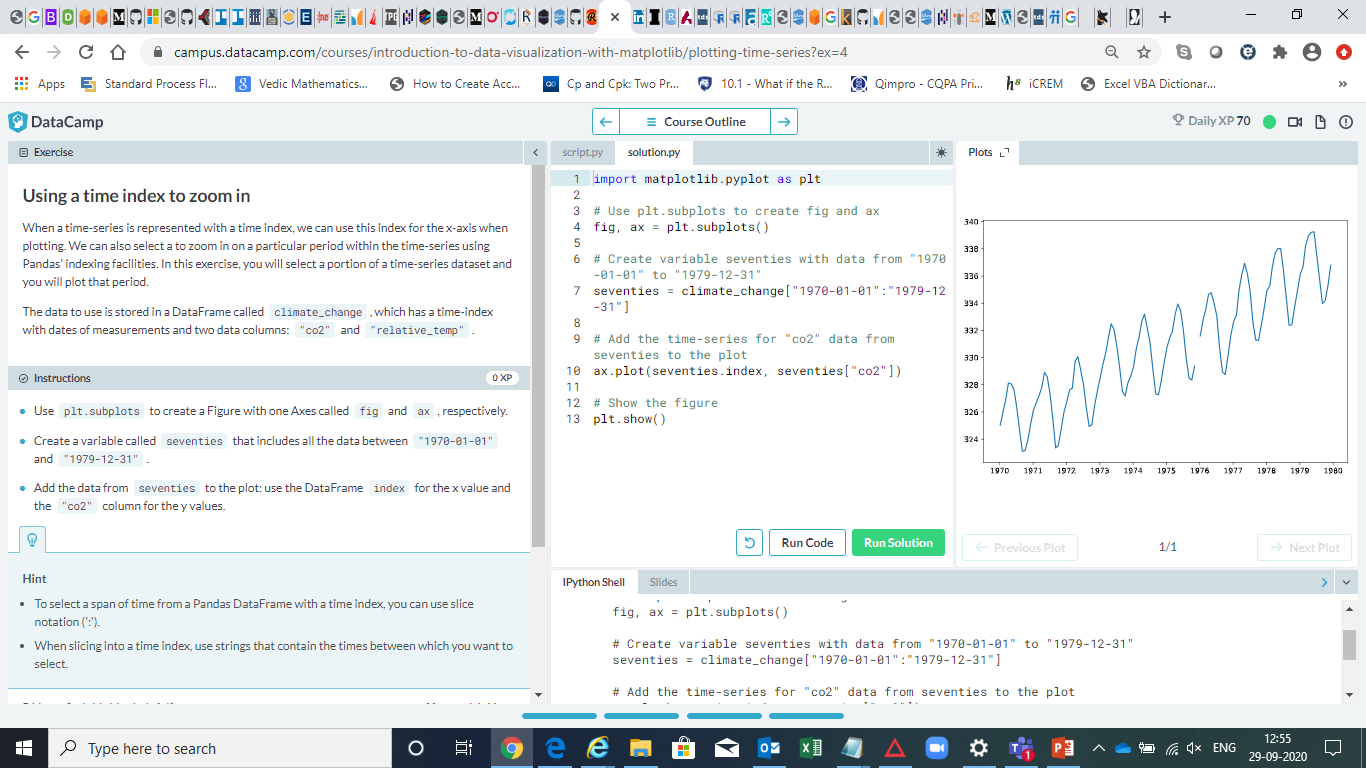 campus.datacamp.com/courses/introduction-to-data-visualization-with-matplotlib/plotting-time-series?ex=4
Apps Standard Process Fl... Vedic Mathematics... How to Create Acc... Cp and Cpk: Two Pr... 10.1 - What if the R... Qimpro - CQPA Pri... iCREM Excel VBA Dictionar... »
DataCamp
Course Outline
Daily XP 70
Exercise
Using a time index to zoom in
When a time-series is represented with a time index, we can use this index for the x-axis when
plotting. We can also select a to zoom in on a particular period within the time-series using
Pandas' indexing facilities. In this exercise, you will select a portion of a time-series dataset and
you will plot that period.
The data to use is stored in a DataFrame called climate_change , which has a time-index
with dates of measurements and two data columns: "co2" and "relative_temp" .
Instructions
0 XP
Use plt.subplots to create a Figure with one Axes called fig and ax , respectively.
Create a variable called seventies that includes all the data between "1970-01-01"
and "1979-12-31" .
Add the data from seventies to the plot: use the DataFrame index for the x value and
the "co2" column for the y values.
Hint
To select a span of time from a Pandas DataFrame with a time index, you can use slice
notation (':').
When slicing into a time index, use strings that contain the times between which you want to
select.
script.py solution.py
1 import matplotlib.pyplot as plt
2
3 # Use plt.subplots to create fig and ax
4 fig, ax = plt.subplots()
5
6 # Create variable seventies with data from "1970
-01-01" to "1979-12-31"
7 seventies = climate_change["1970-01-01":"1979-12
-31"]
8
9 # Add the time-series for "co2" data from
seventies to the plot
10 ax.plot(seventies.index, seventies["co2"])
11
12 # Show the figure
13 plt.show()
Run Code Run Solution
IPython Shell Slides
fig, ax = plt.subplots()
# Create variable seventies with data from "1970-01-01" to "1979-12-31"
seventies = climate_change["1970-01-01":"1979-12-31"]
# Add the time-series for "co2" data from seventies to the plot
Plots
340
338
336
334
332
330
328
326
324
1970 1971 1972 1973 1974 1975 1976 1977 1978 1979 1980
Previous Plot 1/1 Next Plot
Type here to search
ENG
12:55
29-09-2020